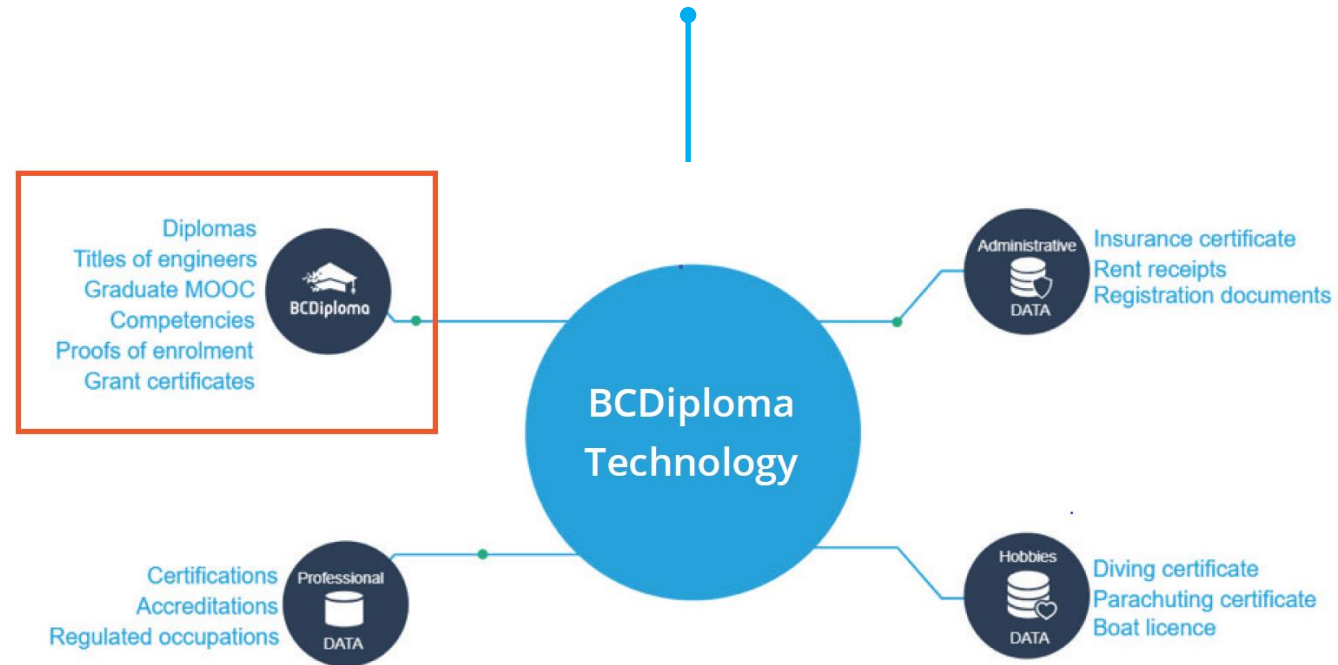 Diplomas
Titles of engineers
Graduate MOOC
Competencies
Proofs of enrolment
Grant certificates
BCDiploma
Administrative
DATA
Insurance certificate
Rent receipts
Registration documents
BCDiploma
Technology
Certifications
Accreditations
Regulated occupations
Professional
DATA
Hobbies
DATA
Diving certificate
Parachuting certificate
Boat licence